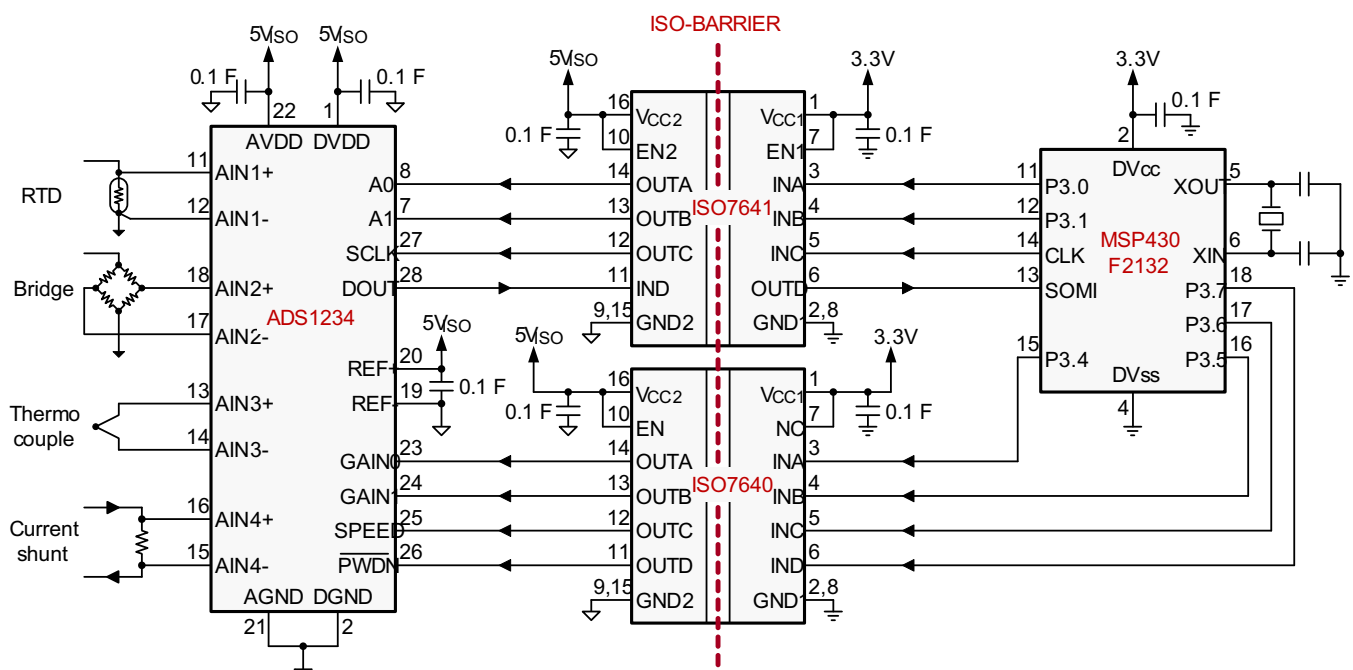 ISO-BARRIER
5VISO
5VISO
0.1 F
0.1 F
22
1
AVDD
DVDD
11
AIN1+
RTD
12
AIN1-
18
AIN2+
Bridge
17
AIN2-
13
AIN3+
Thermo
couple
14
AIN3-
16
AIN4+
Current
shunt
15
AIN4-
ADS1234
A0
8
A1
7
SCLK
27
DOUT
28
5VISO
REF+
20
0.1 F
REF-
19
GAIN0
23
GAIN1
24
SPEED
25
PWDN
26
AGND
DGND
21
2
5VISO
0.1 F
16
VCC2
10
EN2
14
OUTA
13
OUTB
12
OUTC
11
IND
9,15
GND2
ISO7641
3.3V
1
VCC1
0.1 F
7
EN1
3
INA
4
INB
5
INC
6
OUTD
2,8
GND1
5VISO
0.1 F
16
VCC2
10
EN
14
OUTA
13
OUTB
12
OUTC
11
OUTD
9,15
GND2
ISO7640
3.3V
1
VCC1
0.1 F
7
NC
3
INA
4
INB
5
INC
6
IND
2,8
GND1
3.3V
0.1 F
2
DVcc
11
P3.0
12
P3.1
14
CLK
13
SOMI
15
P3.4
MSP430
F2132
XOUT
5
XIN
6
P3.7
18
P3.6
17
P3.5
16
DVss
4